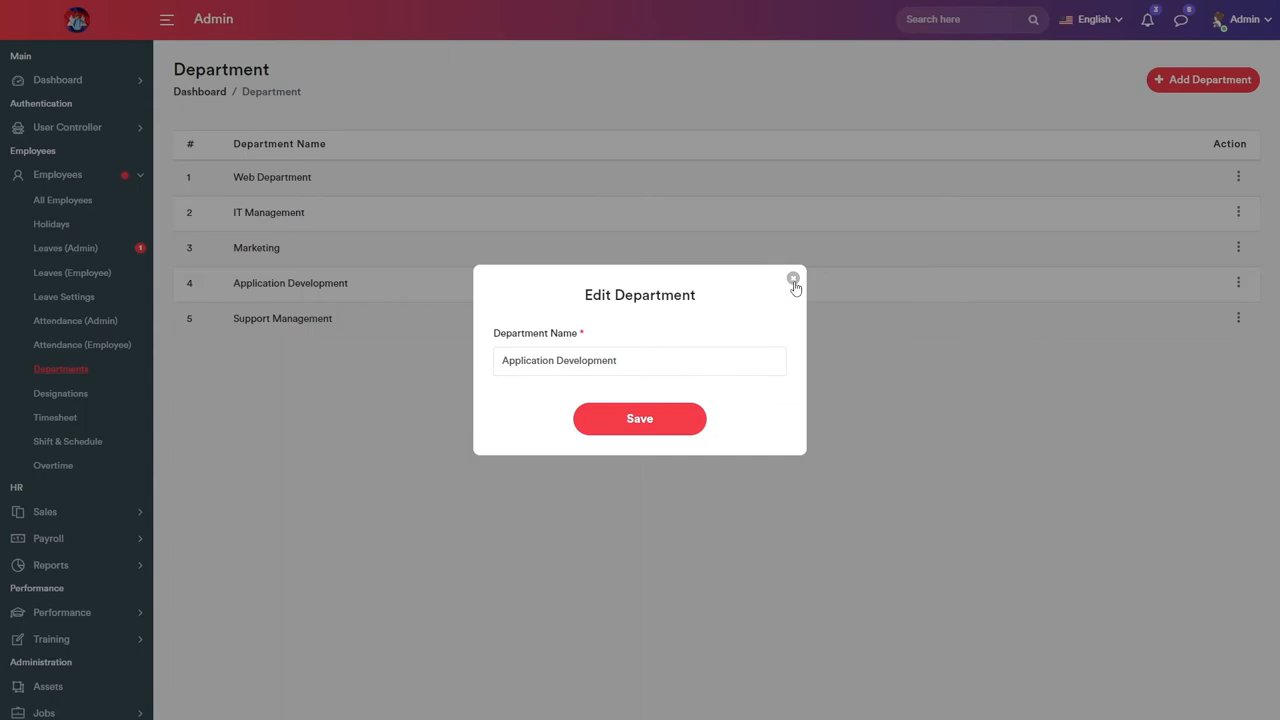 Admin
Search here
English
3
8
Admin
Main
Dashboard
Authentication
User Controller
Employees
Employees
All Employees
Holidays
Leaves (Admin)
1
Leaves (Employee)
Leave Settings
Attendance (Admin)
Attendance (Employee)
Departments
Designations
Timesheet
Shift & Schedule
Overtime
HR
Sales
Payroll
Reports
Performance
Performance
Training
Administration
Assets
Jobs
Department
Dashboard / Department
+ Add Department
# Department Name Action
1 Web Department
2 IT Management
3 Marketing
4 Application Development
5 Support Management
Edit Department
Department Name *
Application Development
Save